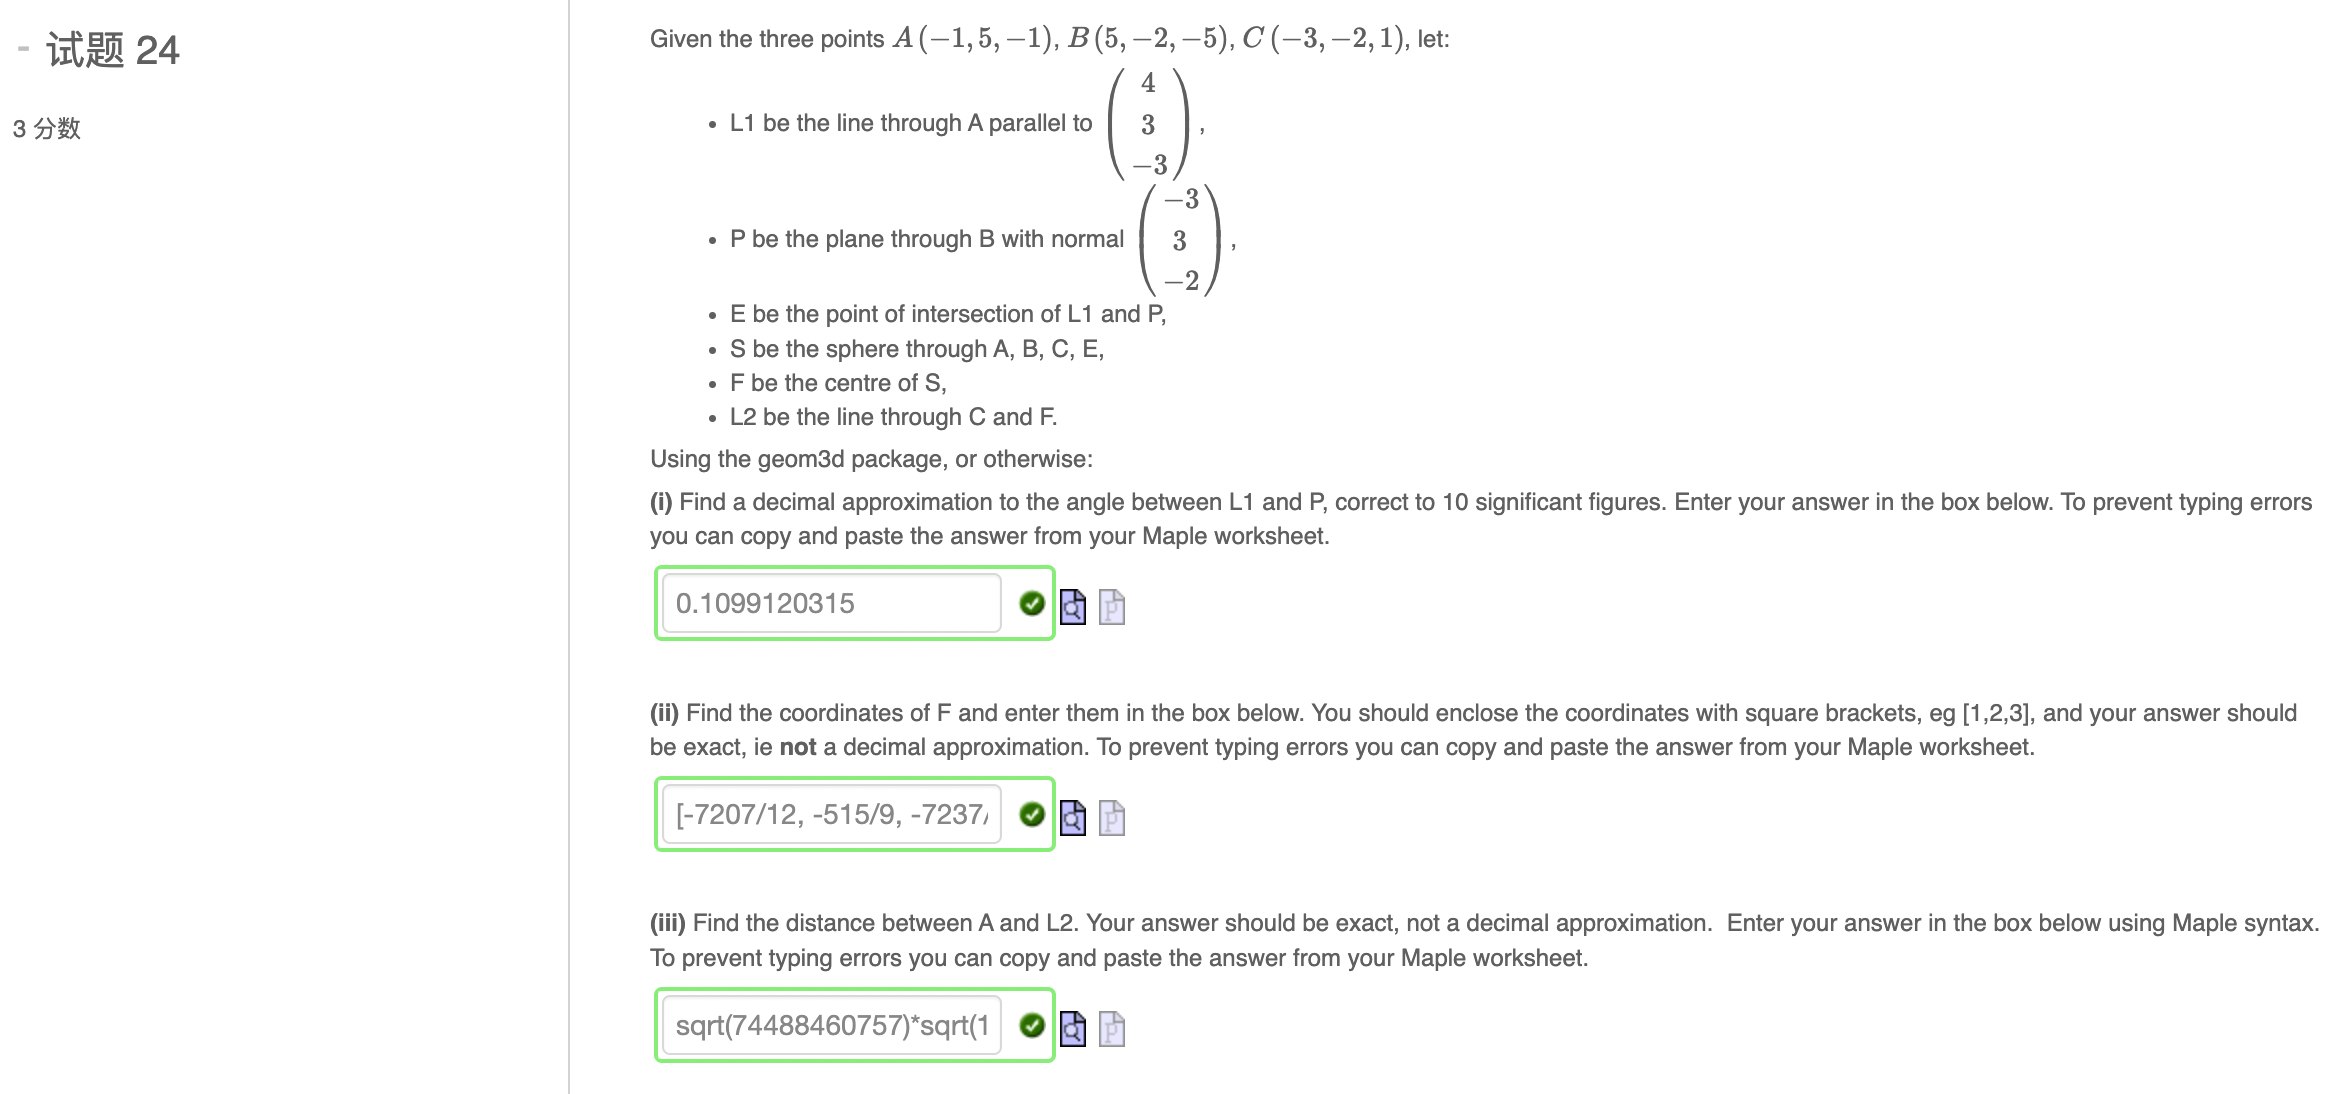 - 试题 24
3 分数
Given the three points A (−1, 5, −1), B (5, −2, −5), C (−3, −2, 1), let:
• L1 be the line through A parallel to (4 3 −3),
• P be the plane through B with normal (−3 3 −2),
• E be the point of intersection of L1 and P,
• S be the sphere through A, B, C, E,
• F be the centre of S,
• L2 be the line through C and F.
Using the geom3d package, or otherwise:
(i) Find a decimal approximation to the angle between L1 and P, correct to 10 significant figures. Enter your answer in the box below. To prevent typing errors
you can copy and paste the answer from your Maple worksheet.
0.1099120315
(ii) Find the coordinates of F and enter them in the box below. You should enclose the coordinates with square brackets, eg [1,2,3], and your answer should
be exact, ie not a decimal approximation. To prevent typing errors you can copy and paste the answer from your Maple worksheet.
[-7207/12, -515/9, -7237/
(iii) Find the distance between A and L2. Your answer should be exact, not a decimal approximation. Enter your answer in the box below using Maple syntax.
To prevent typing errors you can copy and paste the answer from your Maple worksheet.
sqrt(74488460757)*sqrt(1